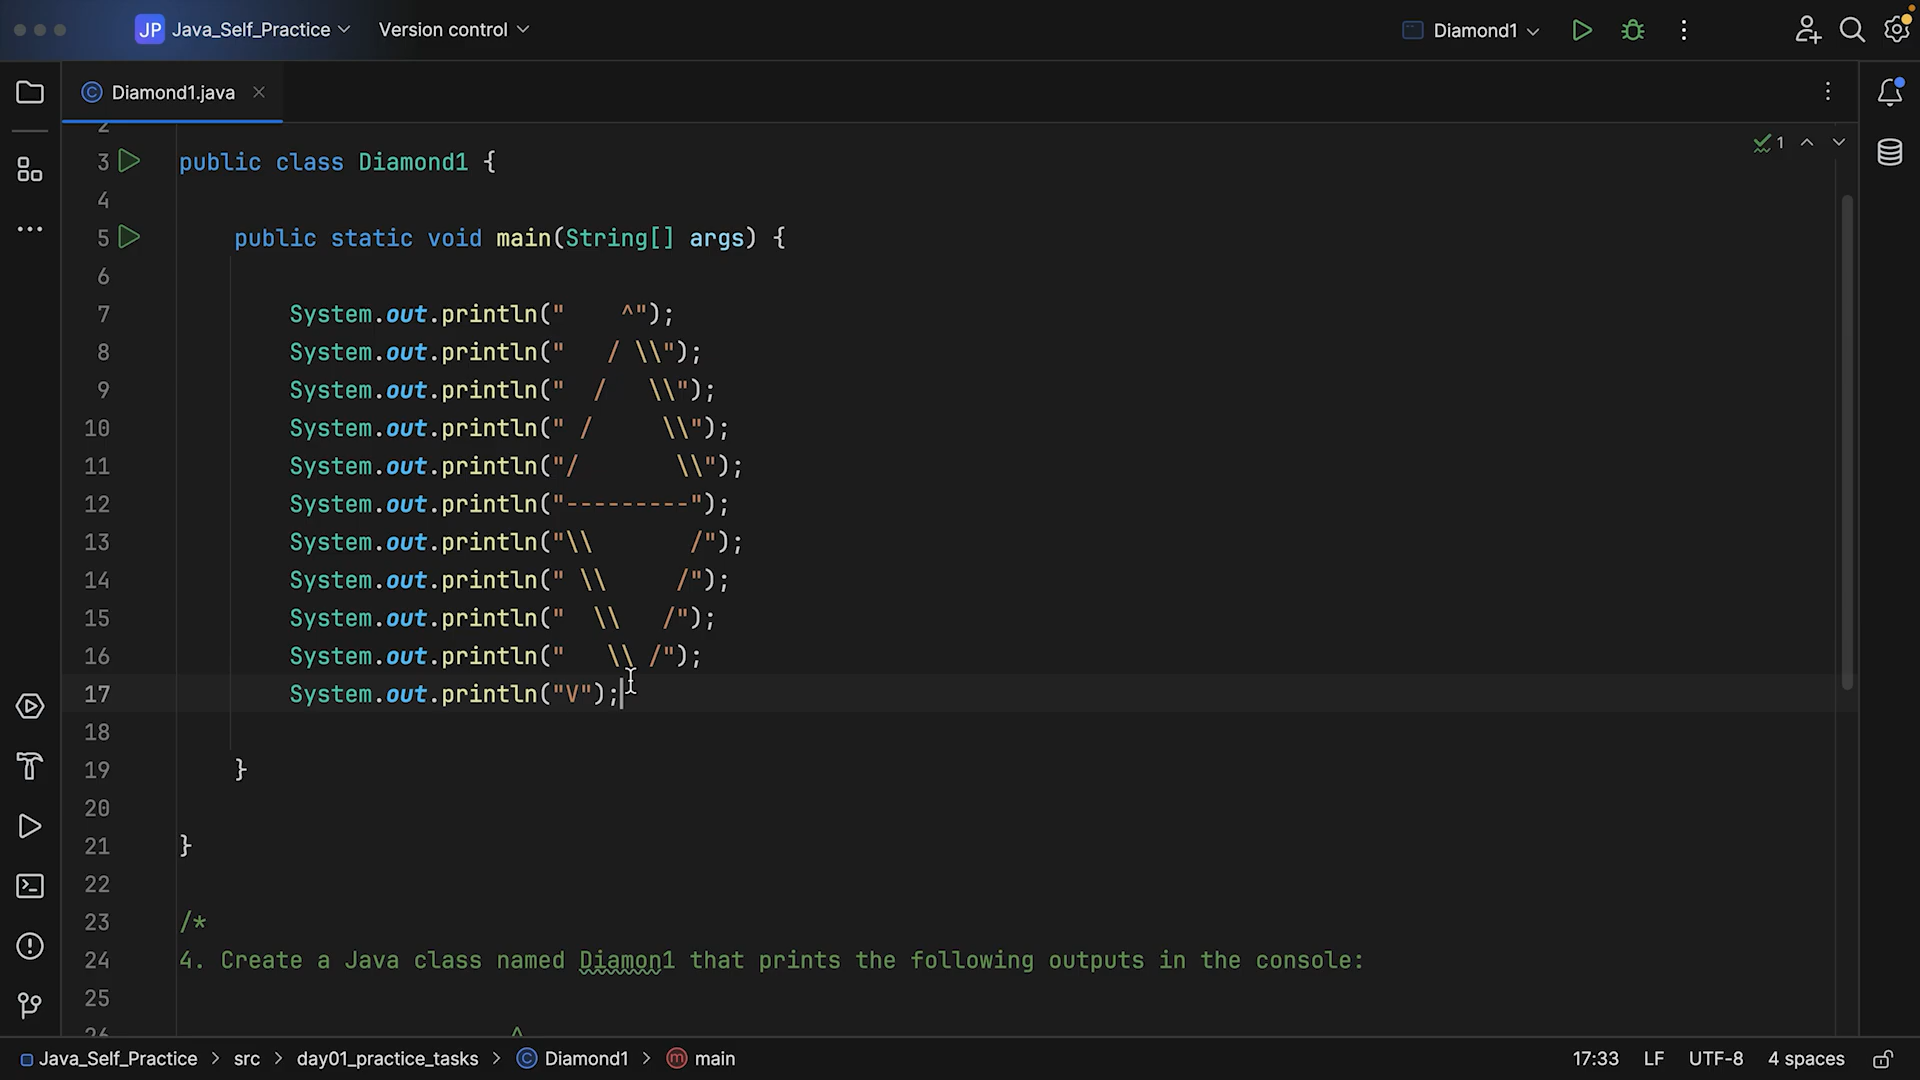 JP Java_Self_Practice Version control Diamond1
Diamond1.java
2
3 public class Diamond1 { 1
4
5     public static void main(String[] args) {
6
7         System.out.println("    ^");
8         System.out.println("   / \\");
9         System.out.println("  /   \\");
10         System.out.println(" /     \\");
11         System.out.println("/       \\");
12         System.out.println("---------");
13         System.out.println("\\       /");
14         System.out.println(" \\     /");
15         System.out.println("  \\   /");
16         System.out.println("   \\ /");
17         System.out.println("V");
18
19     }
20
21 }
22
23 /*
24 4. Create a Java class named Diamon1 that prints the following outputs in the console:
25
26                         ^
Java_Self_Practice > src > day01_practice_tasks > C Diamond1 > m main 17:33 LF UTF-8 4 spaces